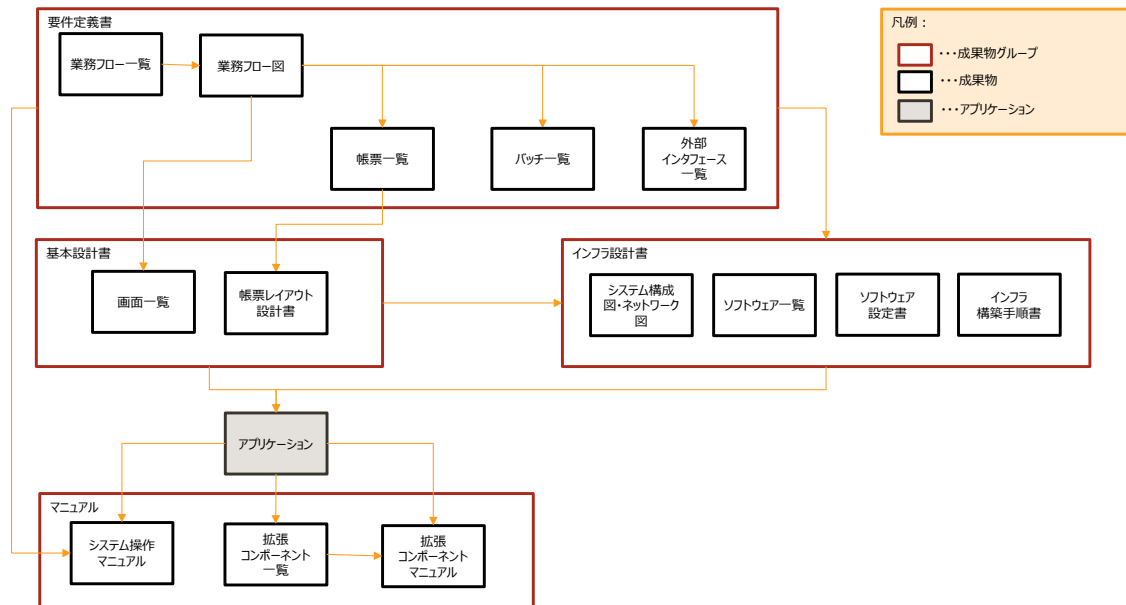 要件定義書
業務フロー一覧
業務フロー図
帳票一覧
バッチ一覧
外部
インタフェース
一覧
凡例：
・・・成果物グループ
・・・成果物
・・・アプリケーション
基本設計書
画面一覧
帳票レイアウト
設計書
インフラ設計書
システム構成
図・ネットワーク
図
ソフトウェア一覧
ソフトウェア
設定書
インフラ
構築手順書
アプリケーション
マニュアル
システム操作
マニュアル
拡張
コンポーネント
一覧
拡張
コンポーネント
マニュアル